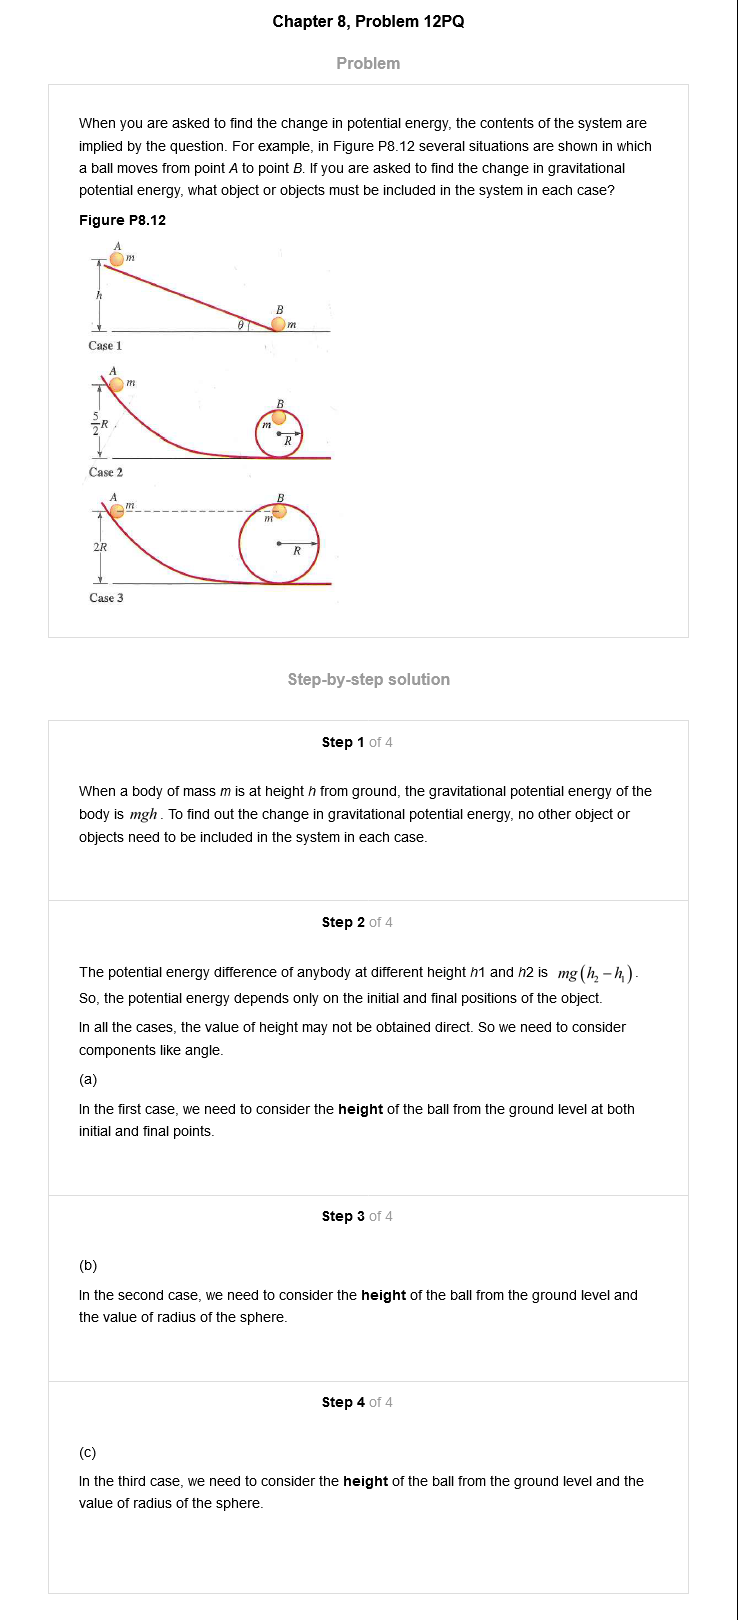 Chapter 8, Problem 12PQ
Problem
When you are asked to find the change in potential energy, the contents of the system are
implied by the question. For example, in Figure P8.12 several situations are shown in which
a ball moves from point A to point B. If you are asked to find the change in gravitational
potential energy, what object or objects must be included in the system in each case?
Figure P8.12
A
m
h
B
θ
m
Case 1
A
m
B
5/2 R
m
R
Case 2
A
m
B
m
2R
R
Case 3
Step-by-step solution
Step 1 of 4
When a body of mass m is at height h from ground, the gravitational potential energy of the
body is mgh. To find out the change in gravitational potential energy, no other object or
objects need to be included in the system in each case.
Step 2 of 4
The potential energy difference of anybody at different height h1 and h2 is mg(h₂ − h₁).
So, the potential energy depends only on the initial and final positions of the object.
In all the cases, the value of height may not be obtained direct. So we need to consider
components like angle.
(a)
In the first case, we need to consider the height of the ball from the ground level at both
initial and final points.
Step 3 of 4
(b)
In the second case, we need to consider the height of the ball from the ground level and
the value of radius of the sphere.
Step 4 of 4
(c)
In the third case, we need to consider the height of the ball from the ground level and the
value of radius of the sphere.